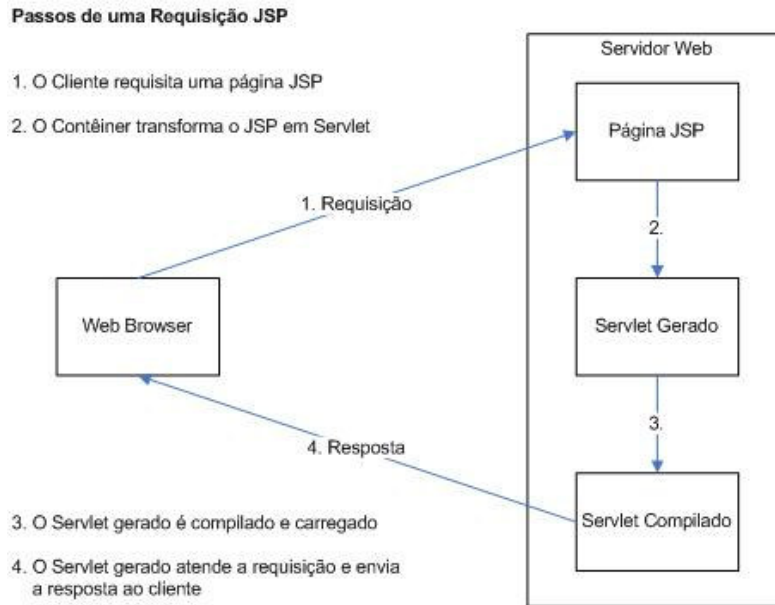 Passos de uma Requisição JSP
Servidor Web
1. O Cliente requisita uma página JSP
2. O Contêiner transforma o JSP em Servlet
Página JSP
1. Requisição
2.
Web Browser
Servlet Gerado
3.
4. Resposta
Servlet Compilado
3. O Servlet gerado é compilado e carregado
4. O Servlet gerado atende a requisição e envia
a resposta ao cliente